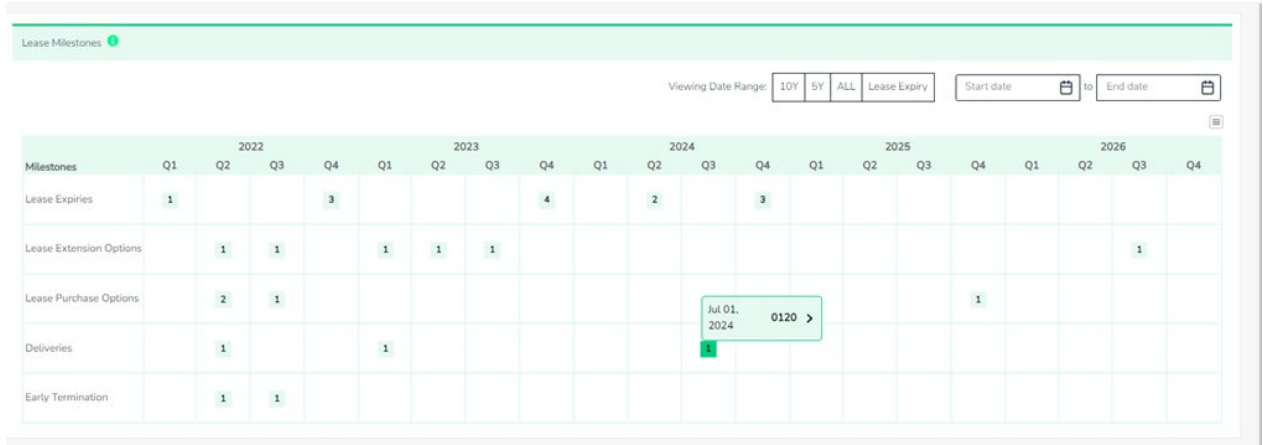 Lease Milestones
Viewing Date Range: 10Y 5Y ALL Lease Expiry Start date to End date
2022 2023 2024 2025 2026
Milestones Q1 Q2 Q3 Q4 Q1 Q2 Q3 Q4 Q1 Q2 Q3 Q4 Q1 Q2 Q3 Q4 Q1 Q2 Q3 Q4
Lease Expiries 1 3 4 2 3
Lease Extension Options 1 1 1 1 1 1
Lease Purchase Options 2 1 1
Jul 01,
2024 0120
Deliveries 1 1 1
Early Termination 1 1